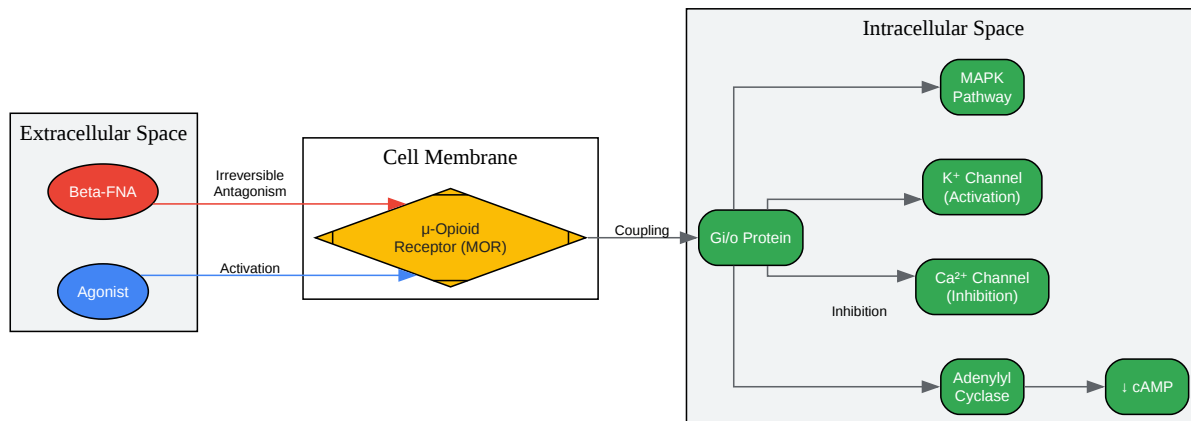 Extracellular Space
Beta-FNA
Agonist
Irreversible
Antagonism
Activation
Cell Membrane
μ-Opioid
Receptor (MOR)
Coupling
Intracellular Space
Gi/o Protein
MAPK
Pathway
K⁺ Channel
(Activation)
Ca²⁺ Channel
(Inhibition)
Inhibition
Adenylyl
Cyclase
↓ cAMP